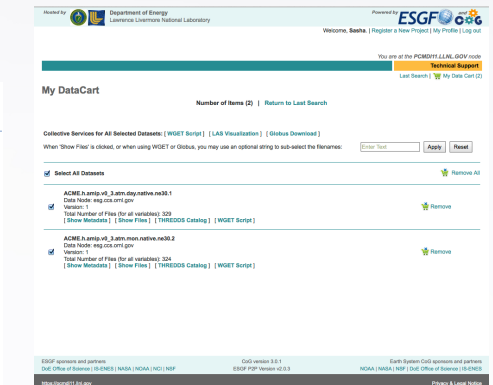 Hosted by
Department of Energy
Lawrence Livermore National Laboratory
Powered by ESGF and CoG
Welcome, Sasha. | Register a New Project | My Profile | Log out
You are at the PCMDI11.LLNL.GOV node
Technical Support
Last Search | My Data Cart (2)
My DataCart
Number of Items (2) | Return to Last Search
Collective Services for All Selected Datasets: [ WGET Script ] [ LAS Visualization ] [ Globus Download ]
When 'Show Files' is clicked, or when using WGET or Globus, you may use an optional string to sub-select the filenames: Enter Text Apply Reset
Select All Datasets Remove All
ACME.h.amip.v0_3.atm.day.native.ne30.1
Data Node: esg.ccs.ornl.gov
Version: 1
Total Number of Files (for all variables): 329
[ Show Metadata ] [ Show Files ] [ THREDDS Catalog ] [ WGET Script ]
Remove
ACME.h.amip.v0_3.atm.mon.native.ne30.2
Data Node: esg.ccs.ornl.gov
Version: 1
Total Number of Files (for all variables): 324
[ Show Metadata ] [ Show Files ] [ THREDDS Catalog ] [ WGET Script ]
Remove
ESGF sponsors and partners CoG version 3.0.1 Earth System CoG sponsors and partners
DoE Office of Science | IS-ENES | NASA | NOAA | NCI | NSF ESGF P2P Version v2.0.3 NOAA | NASA | NSF | DoE Office of Science | IS-ENES
https://pcmdi11.llnl.gov Privacy & Legal Notice